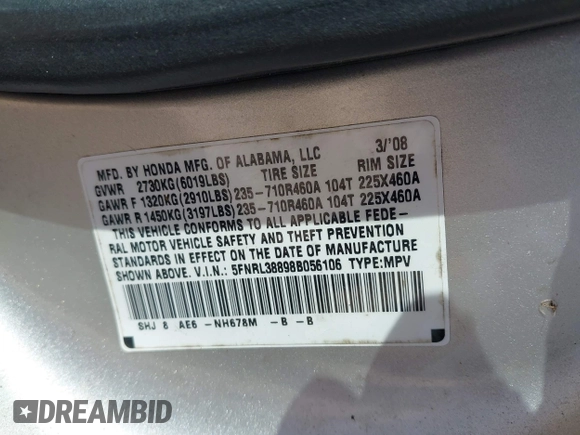 MFD. BY HONDA MFG. OF ALABAMA, LLC 3/'08
GVWR 2730KG(6019LBS) TIRE SIZE RIM SIZE
GAWR F 1320KG(2910LBS)235-710R460A 104T 225X460A
GAWR R 1450KG(3197LBS)235-710R460A 104T 225X460A
THIS VEHICLE CONFORMS TO ALL APPLICABLE FEDE-
RAL MOTOR VEHICLE SAFETY AND THEFT PREVENTION
STANDARDS IN EFFECT ON THE DATE OF MANUFACTURE
SHOWN ABOVE. V.I.N.: 5FNRL38898B056106 TYPE:MPV
SHJ 8 AE6 -NH678M -B -B
DREAMBID